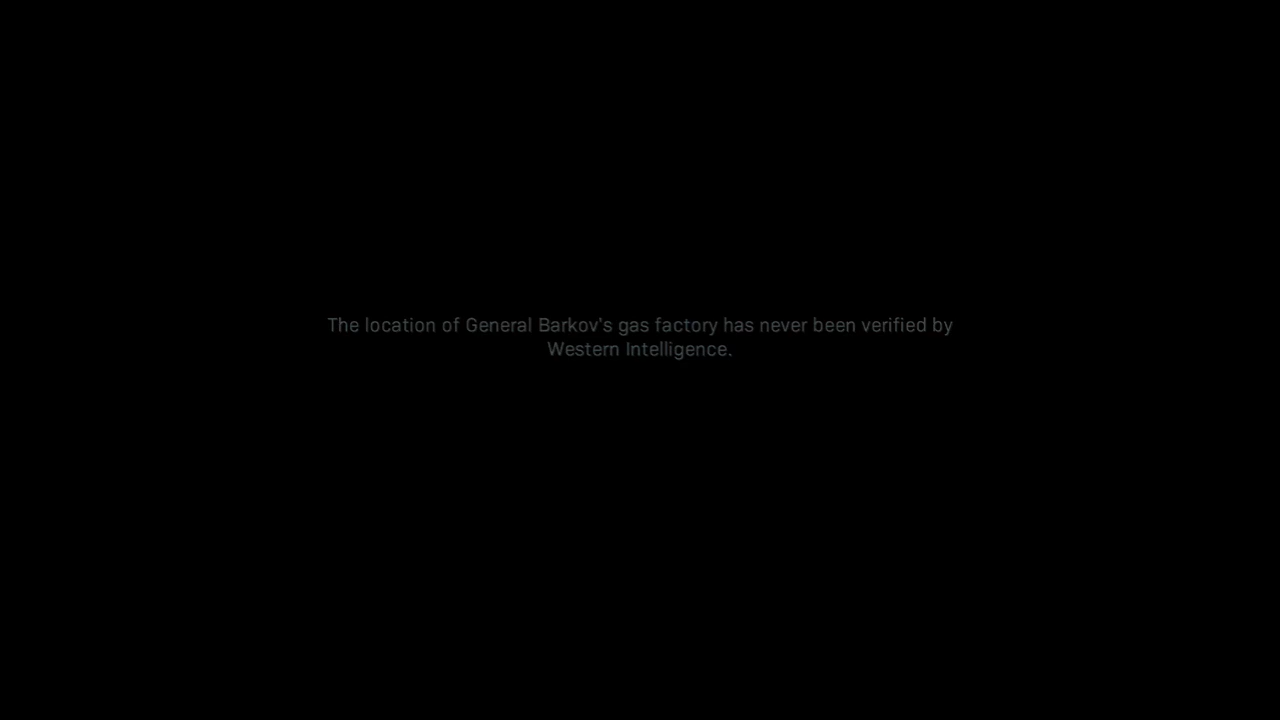 The location of General Barkov's gas factory has never been verified by
Western Intelligence.